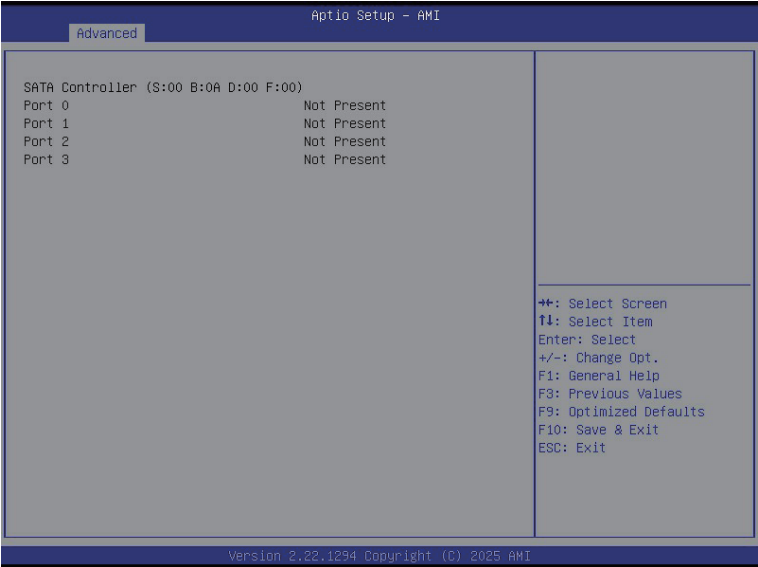 Aptio Setup – AMI
Advanced
SATA Controller (S:00 B:0A D:00 F:00)
Port 0 Not Present
Port 1 Not Present
Port 2 Not Present
Port 3 Not Present
→←: Select Screen
↑↓: Select Item
Enter: Select
+/-: Change Opt.
F1: General Help
F3: Previous Values
F9: Optimized Defaults
F10: Save & Exit
ESC: Exit
Version 2.22.1294 Copyright (C) 2025 AMI